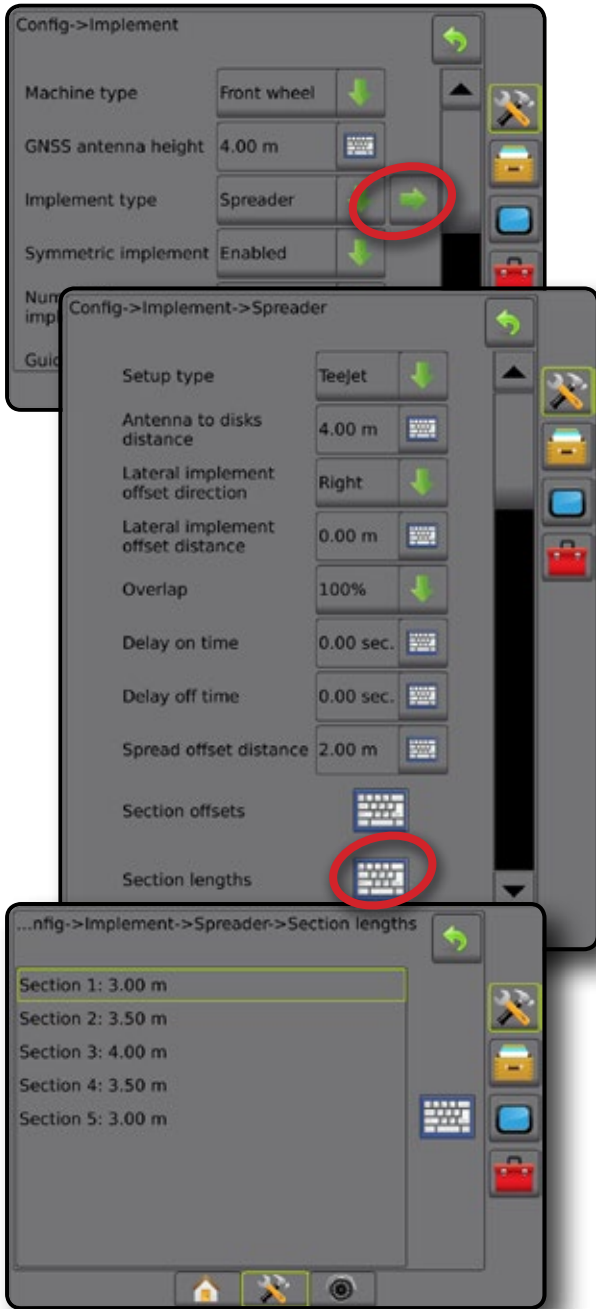 Config->Implement
Machine type Front wheel
GNSS antenna height 4.00 m
Implement type Spreader
Symmetric implement Enabled
Num
impl
Guid
Config->Implement->Spreader
Setup type TeeJet
Antenna to disks
distance 4.00 m
Lateral implement
offset direction Right
Lateral implement
offset distance 0.00 m
Overlap 100%
Delay on time 0.00 sec.
Delay off time 0.00 sec.
Spread offset distance 2.00 m
Section offsets
Section lengths
...nfig->Implement->Spreader->Section lengths
Section 1: 3.00 m
Section 2: 3.50 m
Section 3: 4.00 m
Section 4: 3.50 m
Section 5: 3.00 m